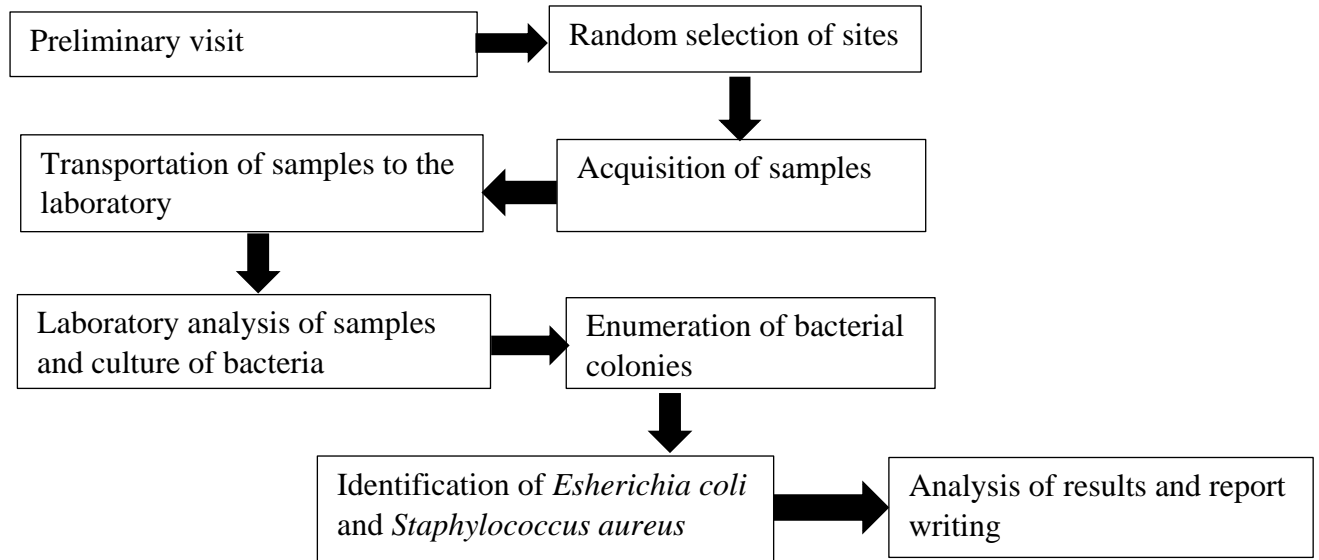 Preliminary visit
Random selection of sites
Acquisition of samples
Transportation of samples to the
laboratory
Laboratory analysis of samples
and culture of bacteria
Enumeration of bacterial
colonies
Identification of Esherichia coli
and Staphylococcus aureus
Analysis of results and report
writing